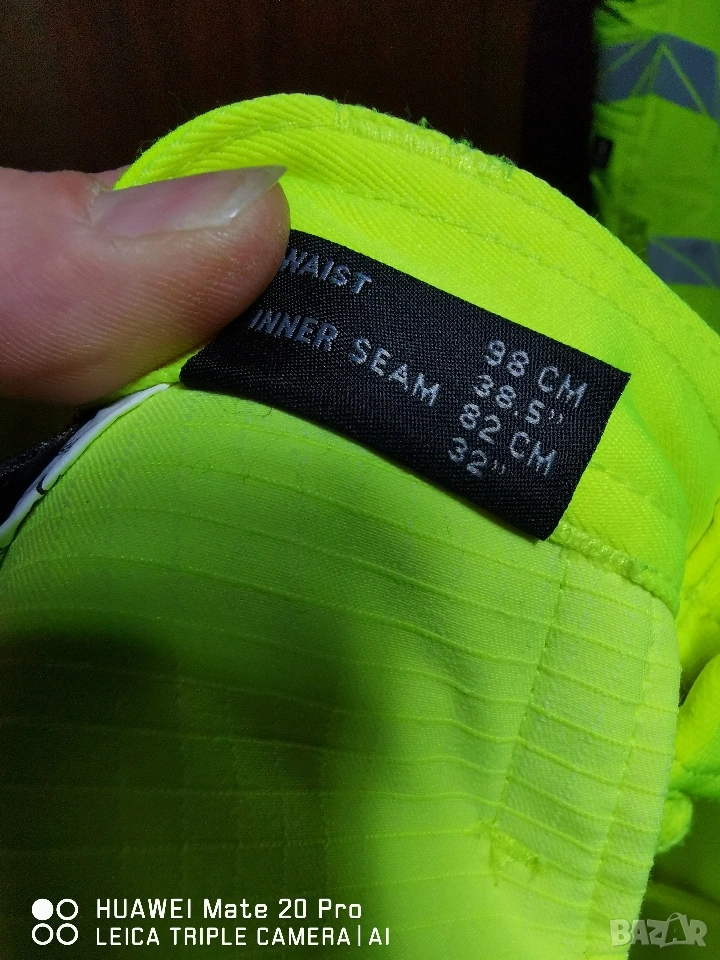 WAIST
98 CM
38.5"
INNER SEAM
82 CM
32"
HUAWEI Mate 20 Pro
LEICA TRIPLE CAMERA | AI
BAZAR